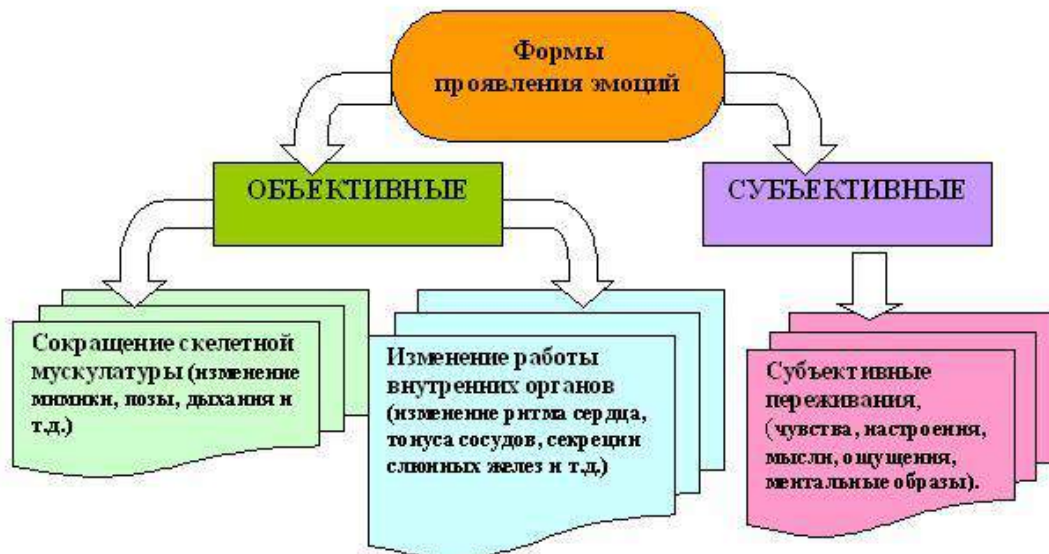 Формы
проявления эмоций
ОБЪЕКТИВНЫЕ
СУБЪЕКТИВНЫЕ
Сокращение скелетной
мускулатуры (изменение
мимики, позы, дыхания и
т.д.)
Изменение работы
внутренних органов
(изменение ритма сердца,
тонуса сосудов, секреции
слюнных желез и т.д.)
Субъективные
переживания,
(чувства, настроения,
мысли, ощущения,
ментальные образы).